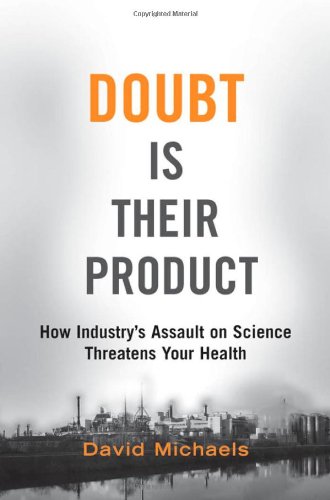 Copyrighted Material
DOUBT
IS
THEIR
PRODUCT
How Industry's Assault on Science
Threatens Your Health
David Michaels